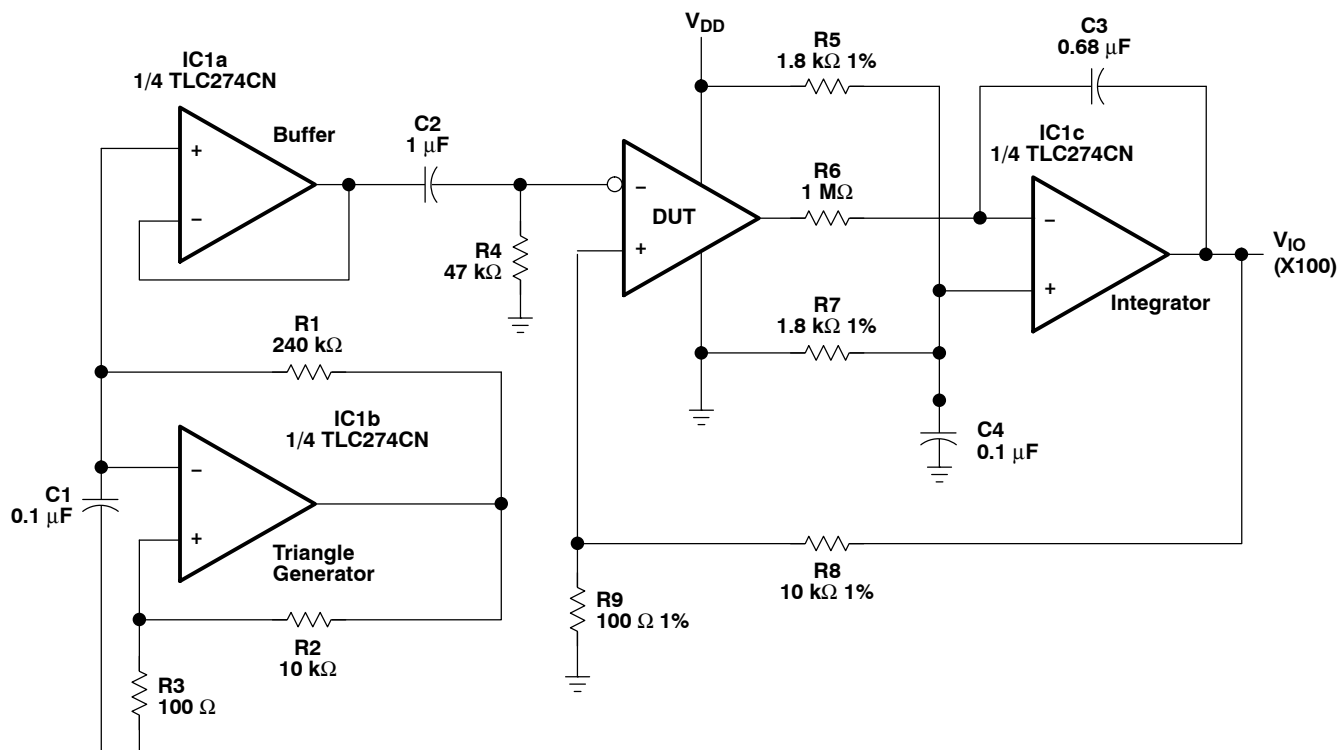 IC1a
1/4 TLC274CN
Buffer
+
−
C2
1 μF
R4
47 kΩ
VDD
R5
1.8 kΩ 1%
−
DUT
+
R6
1 MΩ
R7
1.8 kΩ 1%
C3
0.68 μF
IC1c
1/4 TLC274CN
−
+
Integrator
VIO
(X100)
C4
0.1 μF
R1
240 kΩ
IC1b
1/4 TLC274CN
−
+
Triangle
Generator
C1
0.1 μF
R2
10 kΩ
R3
100 Ω
R8
10 kΩ 1%
R9
100 Ω 1%